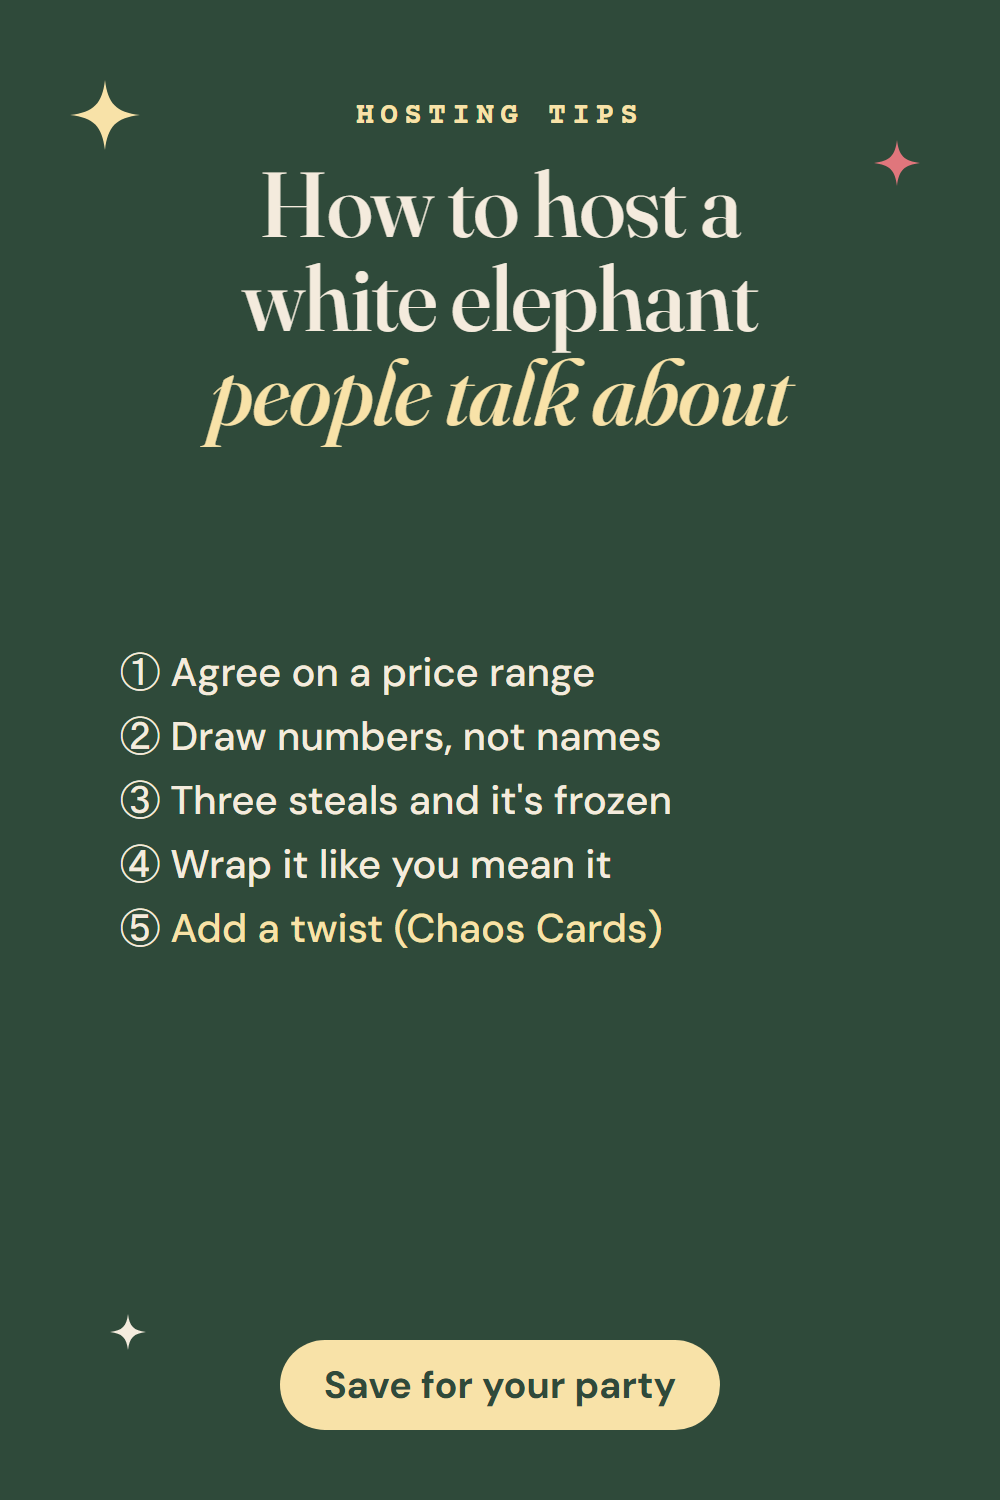 HOSTING TIPS
How to host a
white elephant
people talk about
① Agree on a price range
② Draw numbers, not names
③ Three steals and it's frozen
④ Wrap it like you mean it
⑤ Add a twist (Chaos Cards)
Save for your party